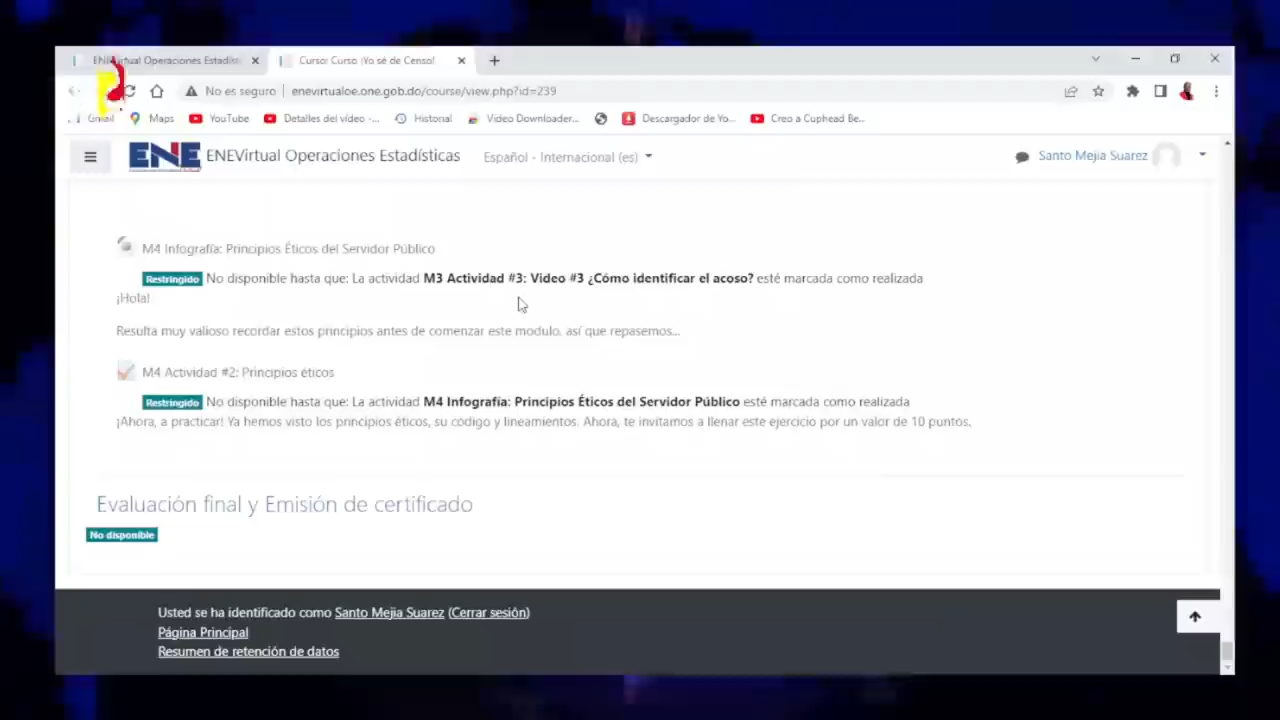 ENEVirtual Operaciones Estadíst
Curso: Curso ¡Yo sé de Censo!
No es seguro
enevirtualoe.one.gob.do/course/view.php?id=239
Gmail
Maps
YouTube
Detalles del vídeo -...
Historial
Video Downloader...
Descargador de Yo...
Creo a Cuphead Be...
ENE ENEVirtual Operaciones Estadísticas
Español - Internacional (es)
Santo Mejia Suarez
M4 Infografía: Principios Éticos del Servidor Público
Restringido No disponible hasta que: La actividad M3 Actividad #3: Video #3 ¿Cómo identificar el acoso? esté marcada como realizada
¡Hola!
Resulta muy valioso recordar estos principios antes de comenzar este modulo, así que repasemos...
M4 Actividad #2: Principios éticos
Restringido No disponible hasta que: La actividad M4 Infografía: Principios Éticos del Servidor Público esté marcada como realizada
¡Ahora, a practicar! Ya hemos visto los principios éticos, su código y lineamientos. Ahora, te invitamos a llenar este ejercicio por un valor de 10 puntos.
Evaluación final y Emisión de certificado
No disponible
Usted se ha identificado como Santo Mejia Suarez (Cerrar sesión)
Página Principal
Resumen de retención de datos